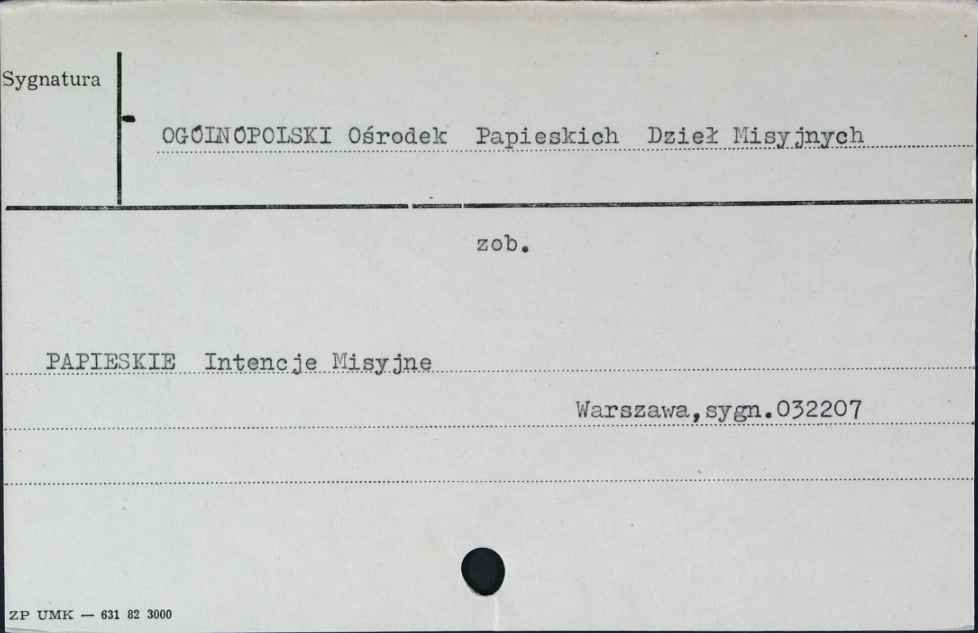 Sygnatura
OGÓLNOPOLSKI Ośrodek Papieskich Dzieł Misyjnych
zob.
PAPIESKIE Intencje Misyjne
Warszawa,sygn.032207
ZP UMK — 631 82 3000